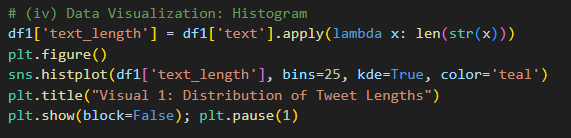 # (iv) Data Visualization: Histogram
df1['text_length'] = df1['text'].apply(lambda x: len(str(x)))
plt.figure()
sns.histplot(df1['text_length'], bins=25, kde=True, color='teal')
plt.title("Visual 1: Distribution of Tweet Lengths")
plt.show(block=False); plt.pause(1)